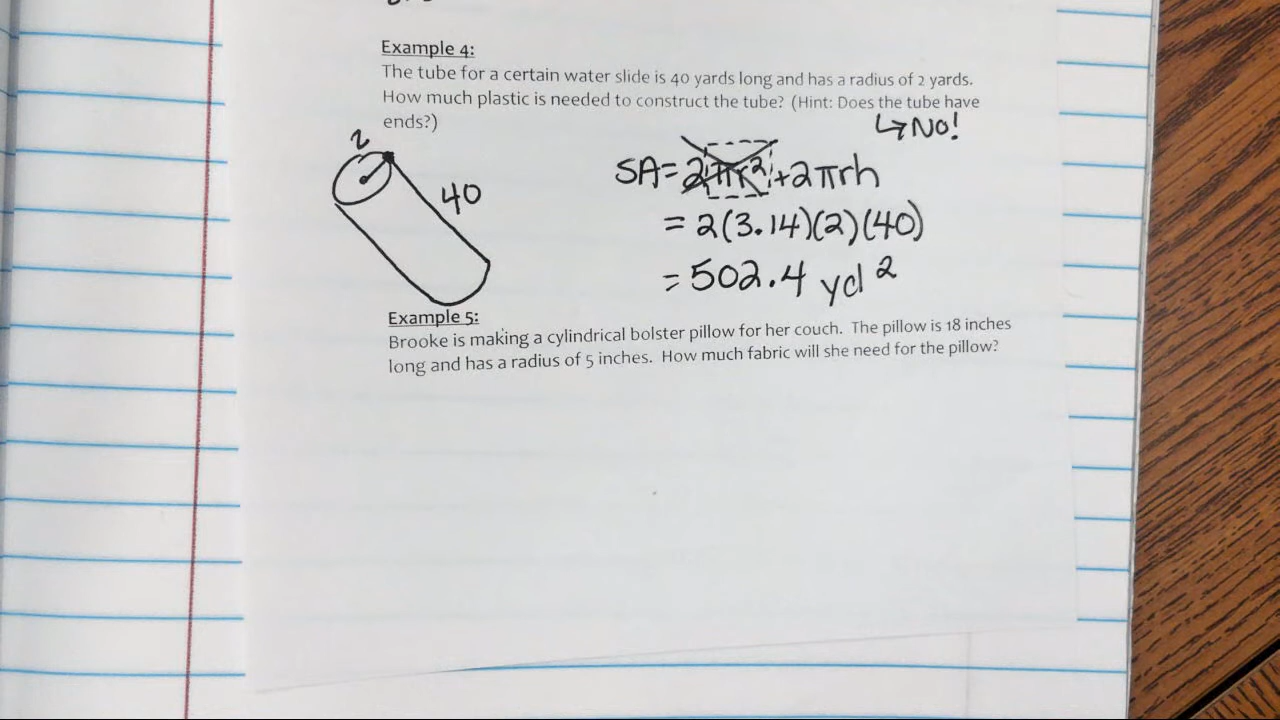 Example 4:
The tube for a certain water slide is 40 yards long and has a radius of 2 yards.
How much plastic is needed to construct the tube? (Hint: Does the tube have
ends?)
↳No!
2
40
SA=2πr²+2πrh
= 2(3.14)(2)(40)
= 502.4 yd²
Example 5:
Brooke is making a cylindrical bolster pillow for her couch. The pillow is 18 inches
long and has a radius of 5 inches. How much fabric will she need for the pillow?